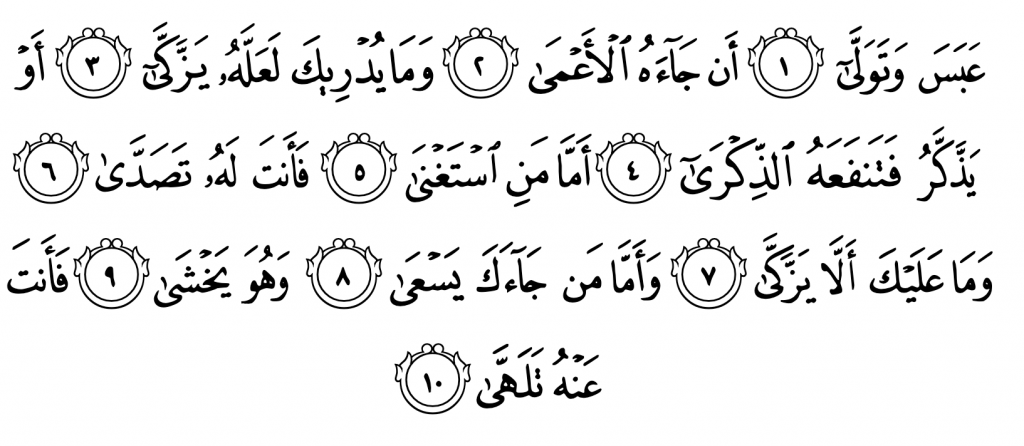 عَبَسَ وَتَوَلَّىٰٓ ١ أَن جَآءَهُ ٱلْأَعْمَىٰ ٢ وَمَا يُدْرِيكَ لَعَلَّهُۥ يَزَّكَّىٰٓ ٣ أَوْ
يَذَّكَّرُ فَتَنفَعَهُ ٱلذِّكْرَىٰٓ ٤ أَمَّا مَنِ ٱسْتَغْنَىٰ ٥ فَأَنتَ لَهُۥ تَصَدَّىٰ ٦
وَمَا عَلَيْكَ أَلَّا يَزَّكَّىٰ ٧ وَأَمَّا مَن جَآءَكَ يَسْعَىٰ ٨ وَهُوَ يَخْشَىٰ ٩ فَأَنتَ
عَنْهُ تَلَهَّىٰ ١٠